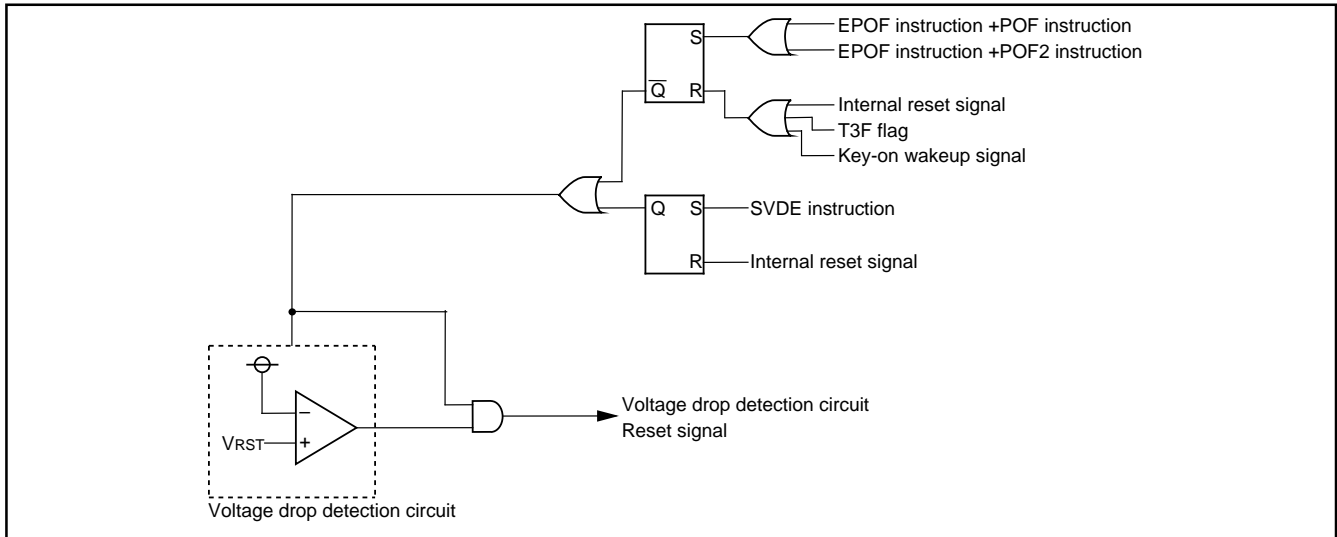 EPOF instruction +POF instruction
S
EPOF instruction +POF2 instruction
Q R
Internal reset signal
T3F flag
Key-on wakeup signal
Q S SVDE instruction
R Internal reset signal
−
VRST +
Voltage drop detection circuit
Reset signal
Voltage drop detection circuit